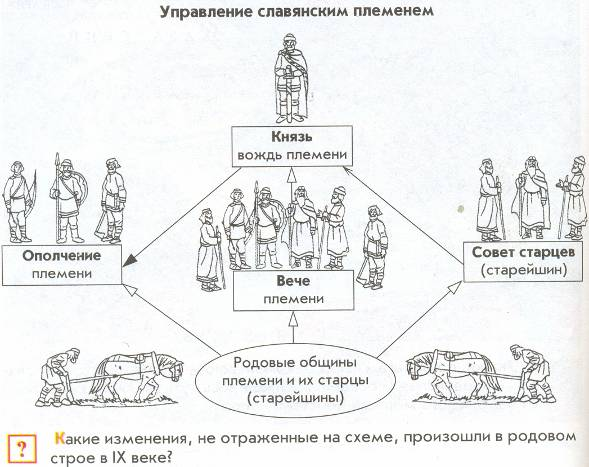 Управление славянским племенем
Князь
вождь племени
Ополчение
племени
Вече
племени
Совет старцев
(старейшин)
Родовые общины
племени и их старцы
(старейшины)
? Какие изменения, не отраженные на схеме, произошли в родовом
строе в IX веке?